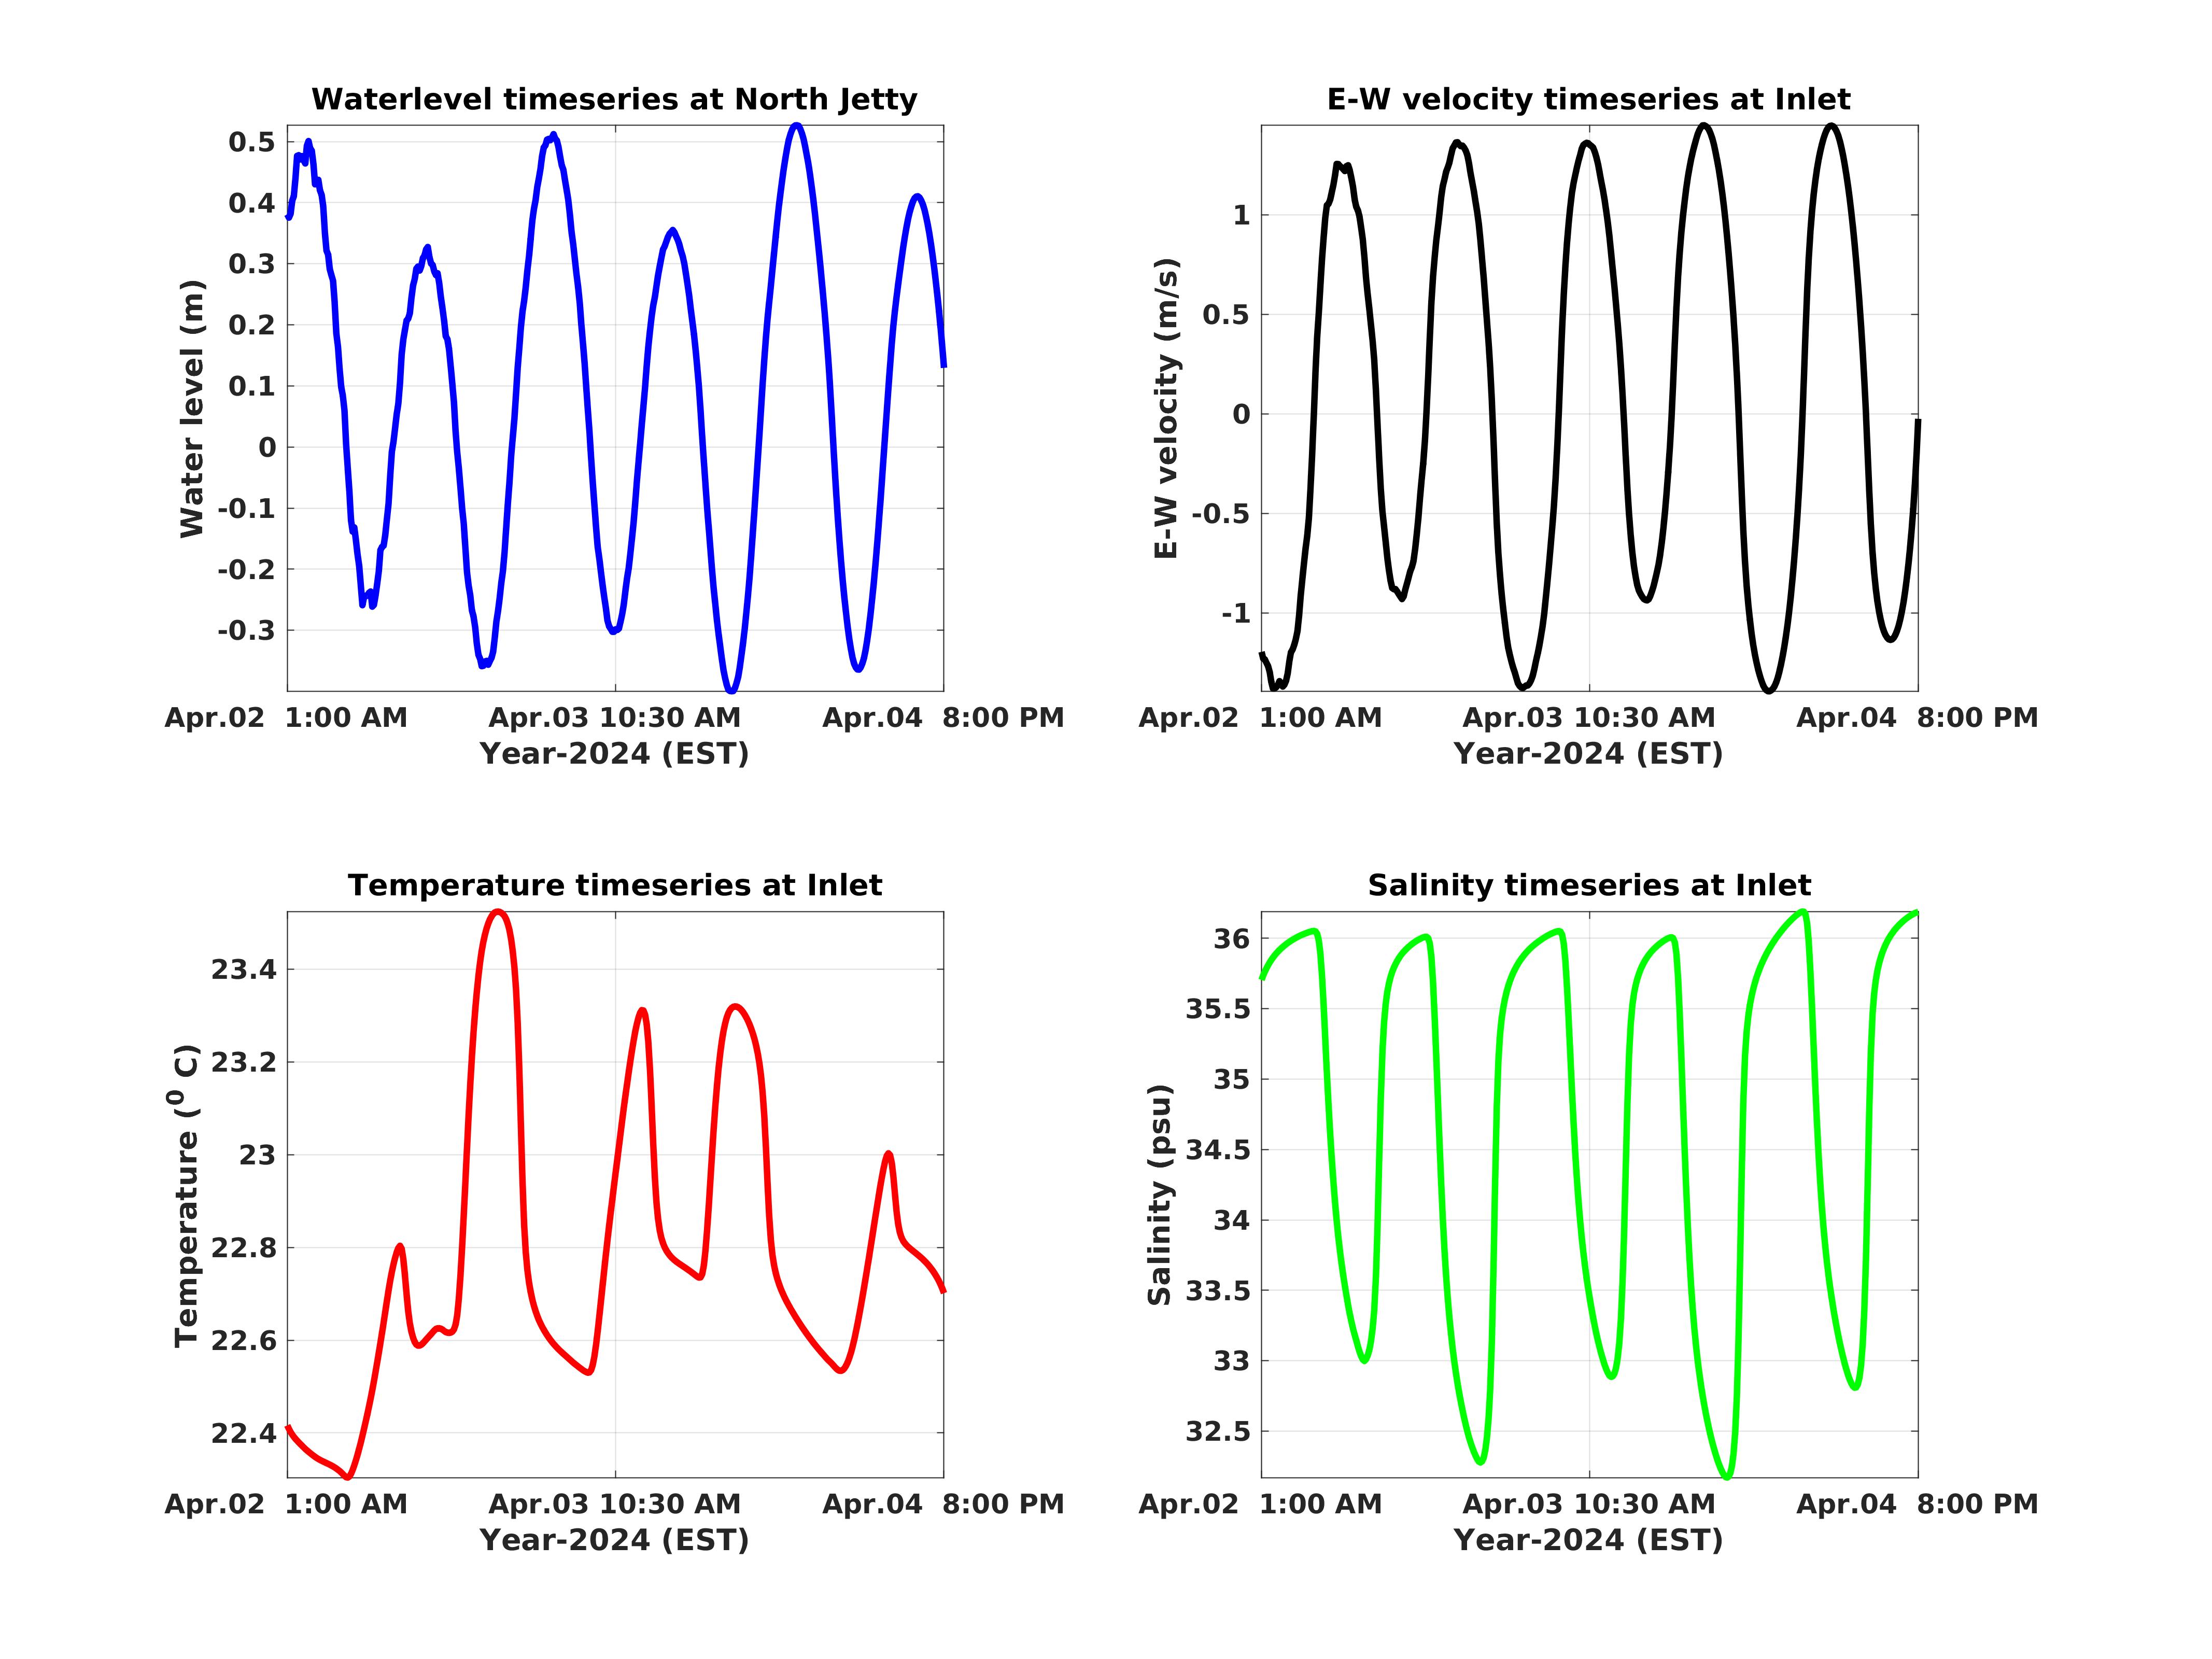 Waterlevel timeseries at North Jetty
0.5
0.4
0.3
0.2
0.1
0
-0.1
-0.2
-0.3
Water level (m)
Apr.02 1:00 AM Apr.03 10:30 AM Apr.04 8:00 PM
Year-2024 (EST)
E-W velocity timeseries at Inlet
1
0.5
0
-0.5
-1
E-W velocity (m/s)
Apr.02 1:00 AM Apr.03 10:30 AM Apr.04 8:00 PM
Year-2024 (EST)
Temperature timeseries at Inlet
23.4
23.2
23
22.8
22.6
22.4
Temperature (⁰ C)
Apr.02 1:00 AM Apr.03 10:30 AM Apr.04 8:00 PM
Year-2024 (EST)
Salinity timeseries at Inlet
36
35.5
35
34.5
34
33.5
33
32.5
Salinity (psu)
Apr.02 1:00 AM Apr.03 10:30 AM Apr.04 8:00 PM
Year-2024 (EST)